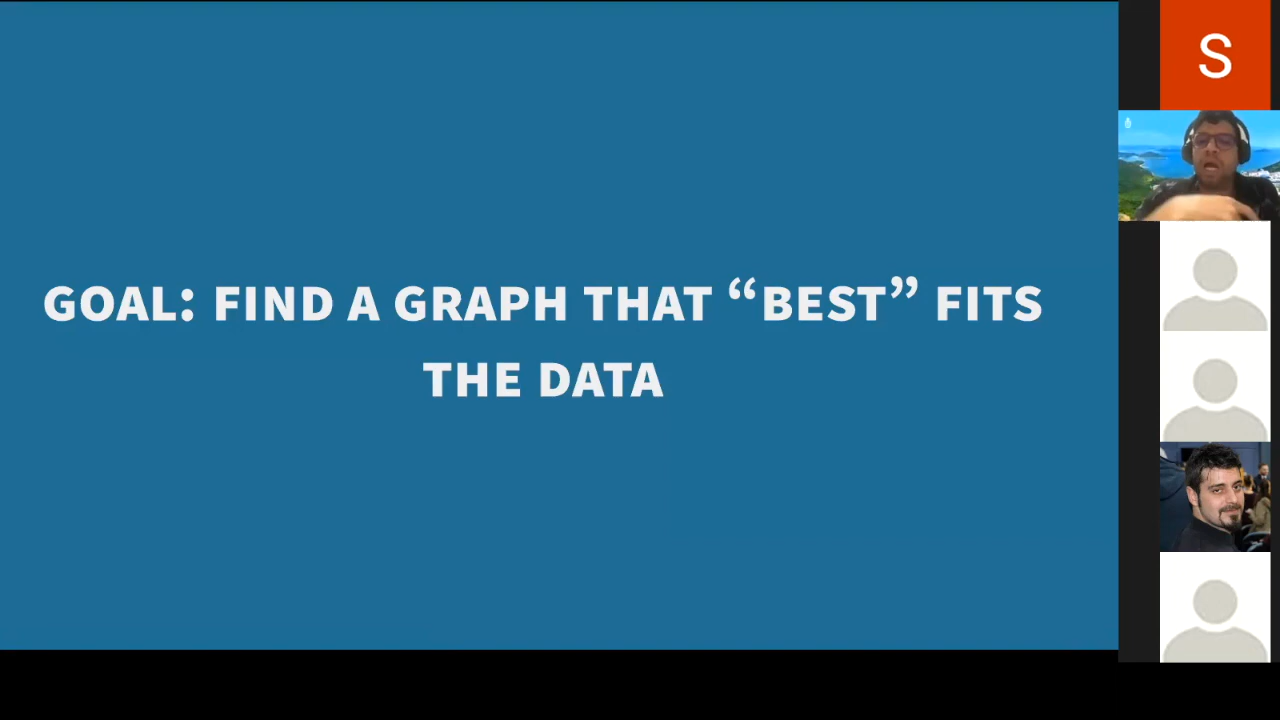 GOAL: FIND A GRAPH THAT “BEST” FITS
THE DATA
S